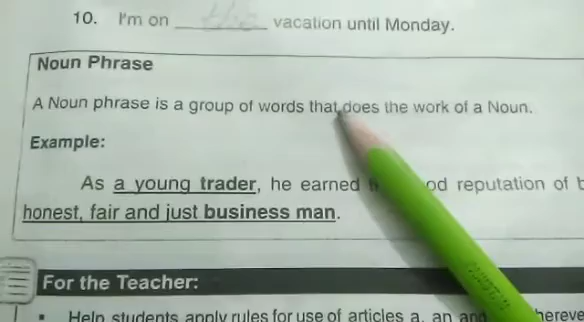 10. I'm on the vacation until Monday.
Noun Phrase
A Noun phrase is a group of words that does the work of a Noun.
Example:
As a young trader, he earned od reputation of b
honest, fair and just business man.
For the Teacher:
Help students apply rules for use of articles a, an and hereve